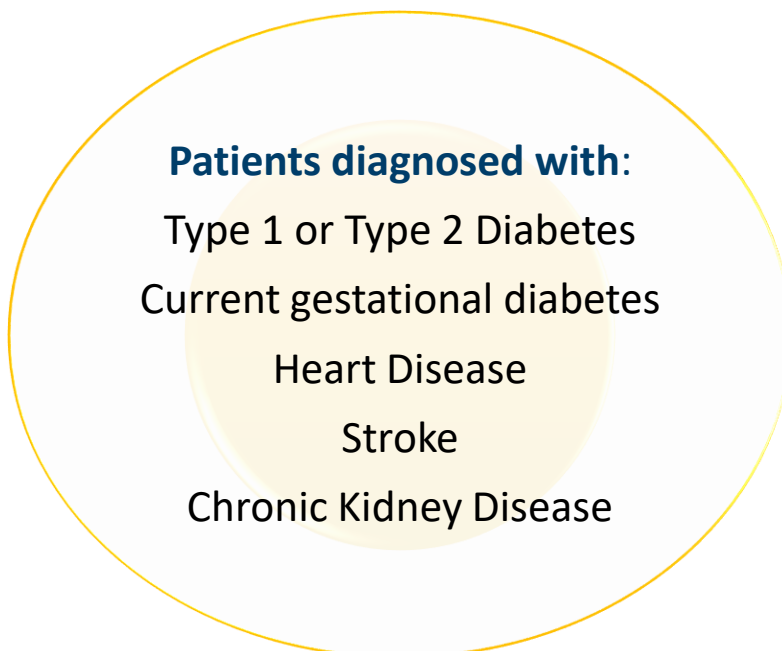 Patients diagnosed with:
Type 1 or Type 2 Diabetes
Current gestational diabetes
Heart Disease
Stroke
Chronic Kidney Disease